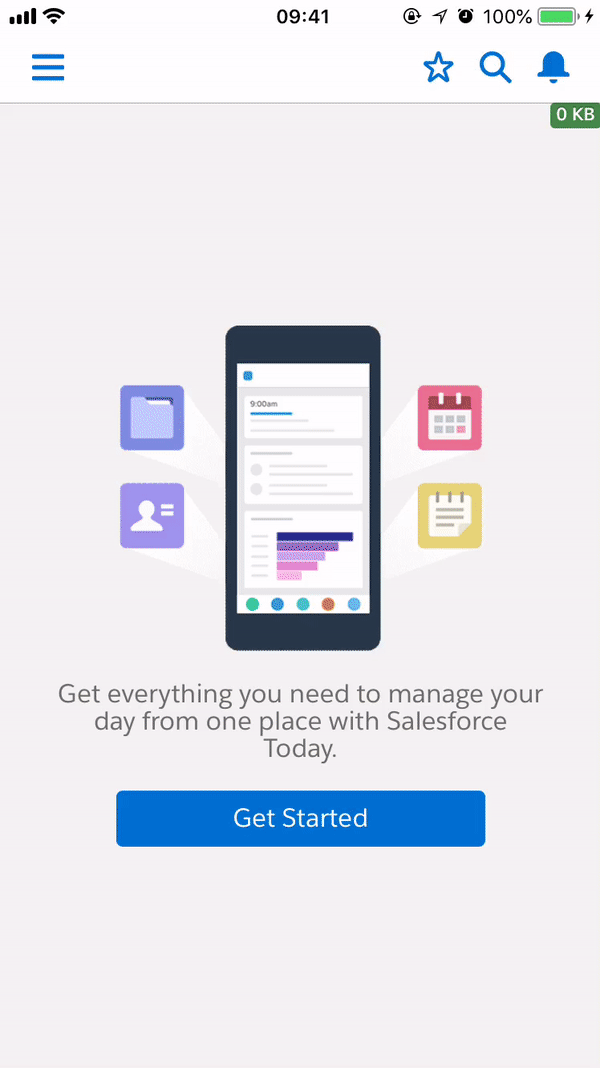 09:41
100%
0 KB
9:00am
Get everything you need to manage your
day from one place with Salesforce
Today.
Get Started